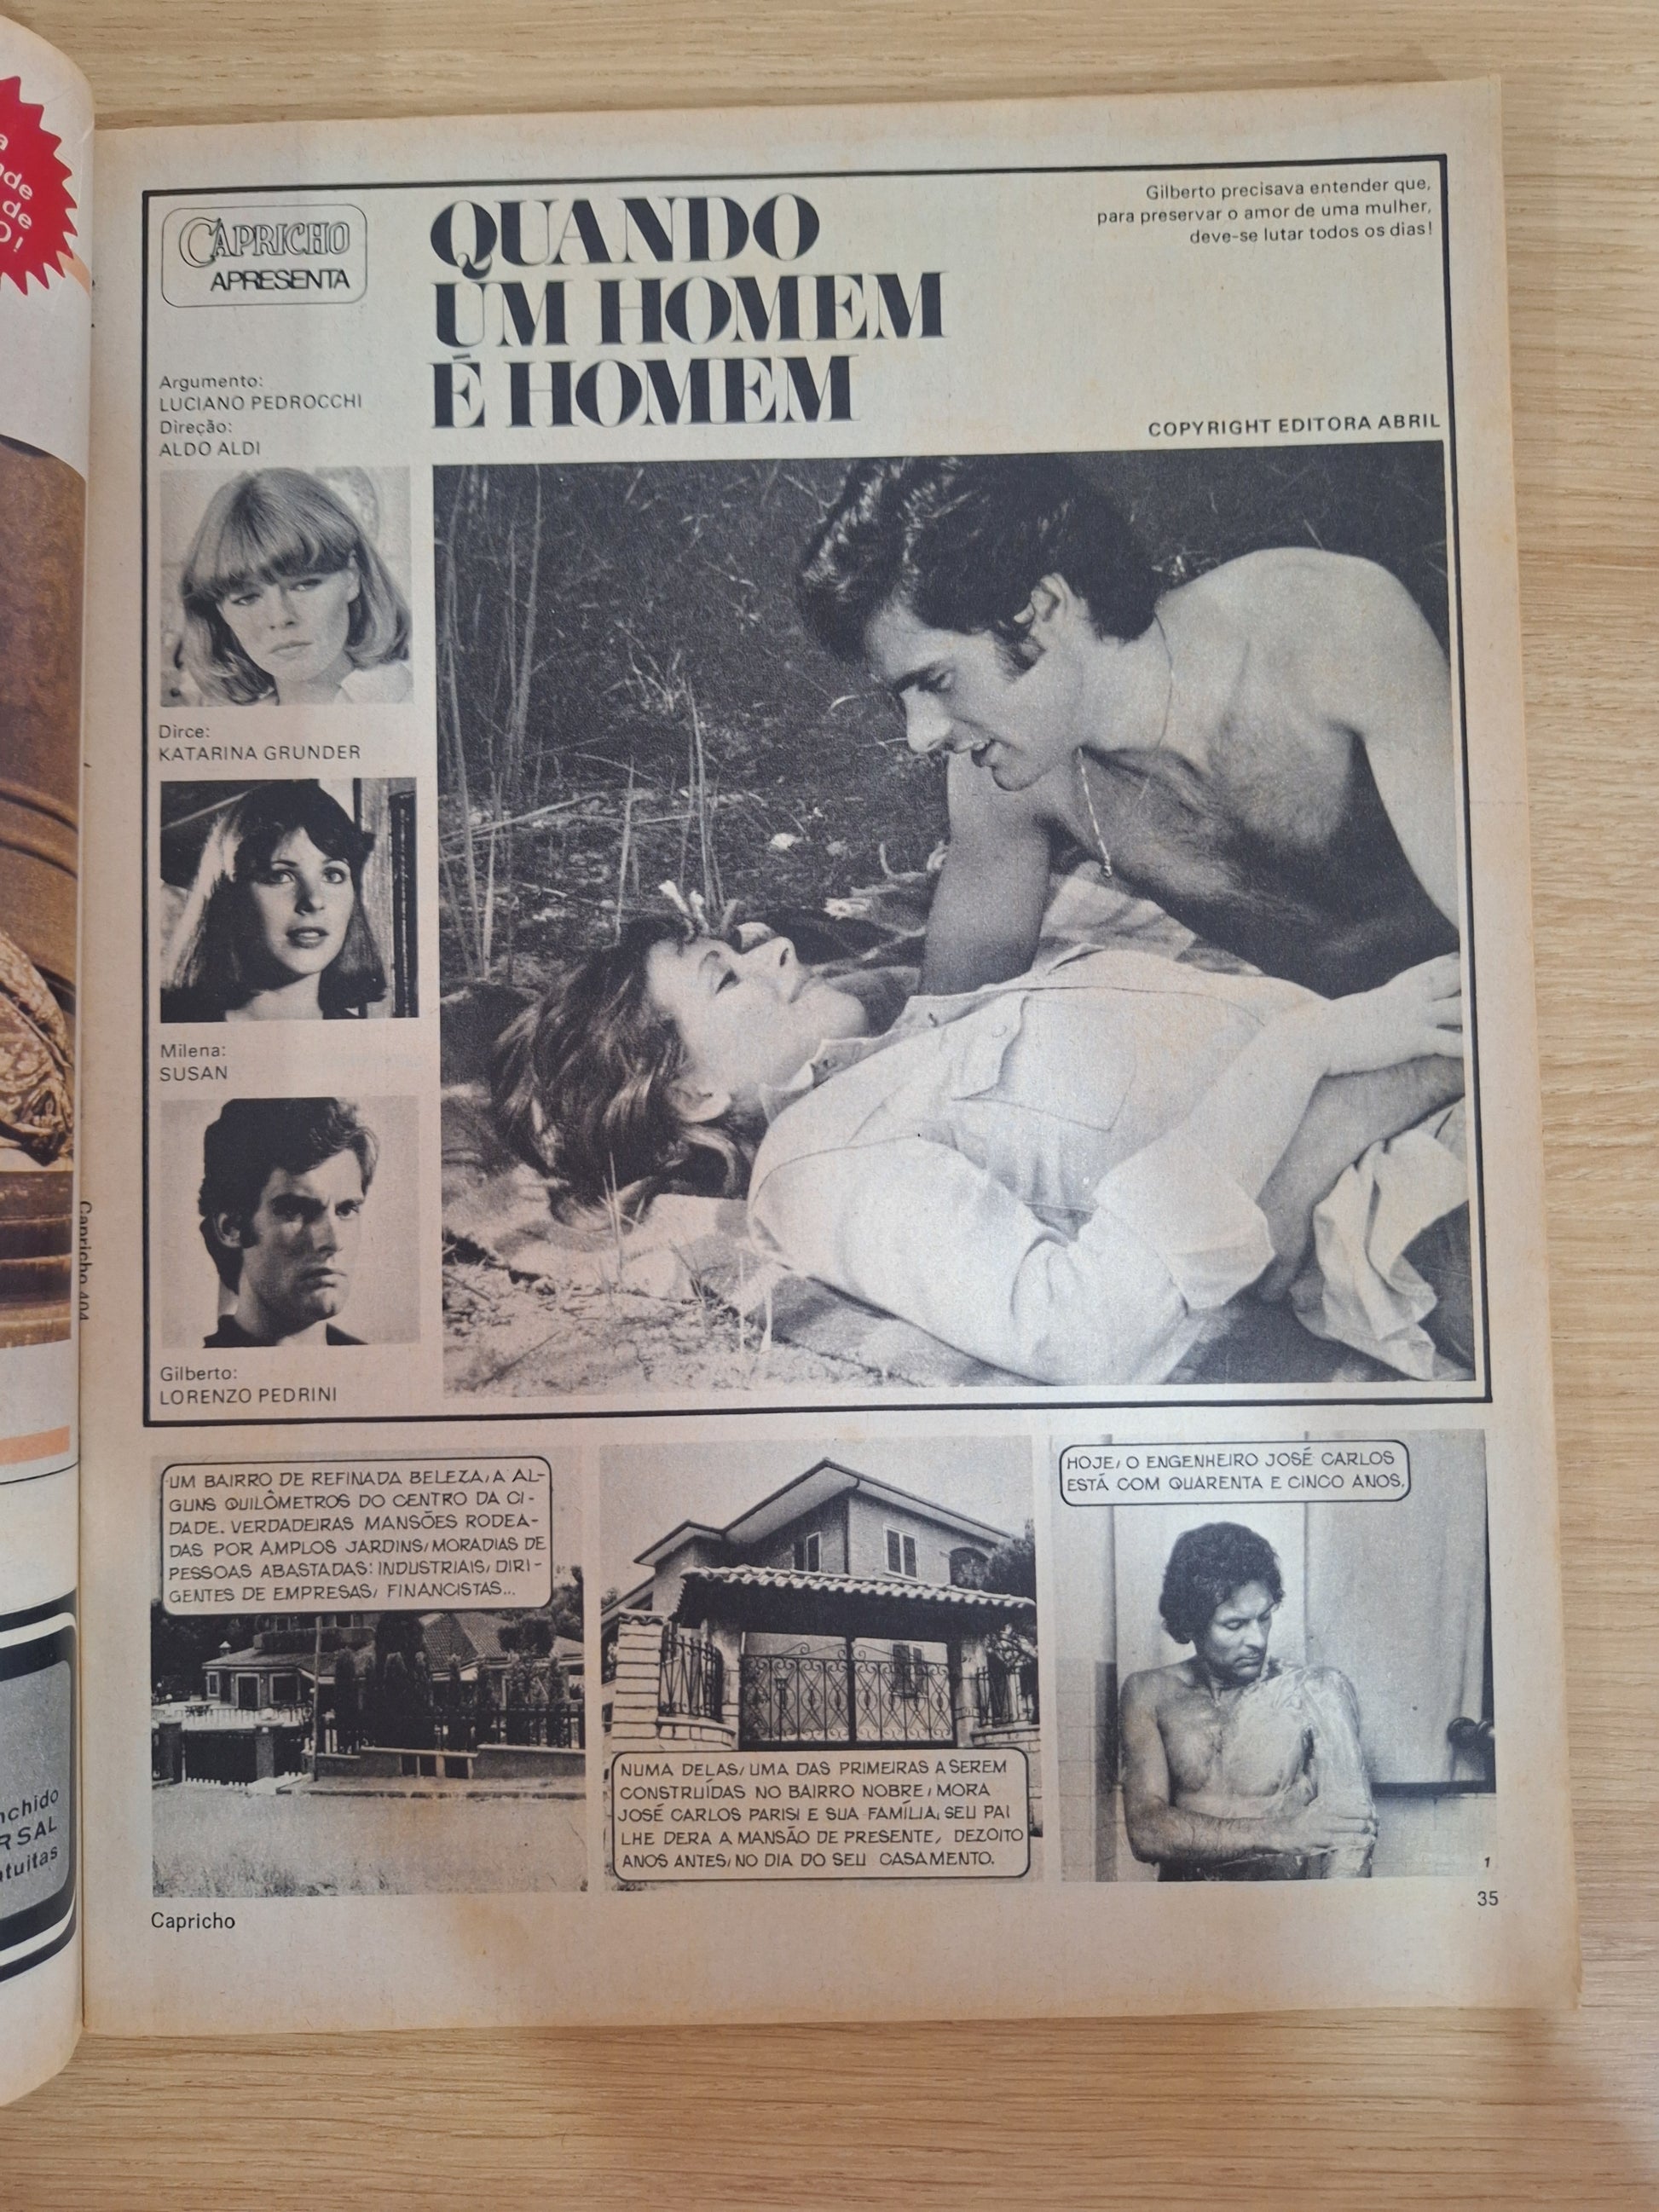 CAPRICHO
APRESENTA
QUANDO
UM HOMEM
É HOMEM
Gilberto precisava entender que,
para preservar o amor de uma mulher,
deve-se lutar todos os dias!
COPYRIGHT EDITORA ABRIL
Argumento:
LUCIANO PEDROCCHI
Direção:
ALDO ALDI
Dirce:
KATARINA GRUNDER
Milena:
SUSAN
Gilberto:
LORENZO PEDRINI
UM BAIRRO DE REFINADA BELEZA, A AL-
GUNS QUILÔMETROS DO CENTRO DA CI-
DADE. VERDADEIRAS MANSÕES RODEA-
DAS POR AMPLOS JARDINS, MORADIAS DE
PESSOAS ABASTADAS: INDUSTRIAIS, DIRI-
GENTES DE EMPRESAS, FINANCISTAS...
NUMA DELAS, UMA DAS PRIMEIRAS A SEREM
CONSTRUÍDAS NO BAIRRO NOBRE, MORA
JOSÉ CARLOS PARISI E SUA FAMÍLIA. SEU PAI
LHE DERA A MANSÃO DE PRESENTE, DEZOITO
ANOS ANTES, NO DIA DO SEU CASAMENTO.
HOJE, O ENGENHEIRO JOSÉ CARLOS
ESTÁ COM QUARENTA E CINCO ANOS.
1
35
Capricho
Capricho 404
de